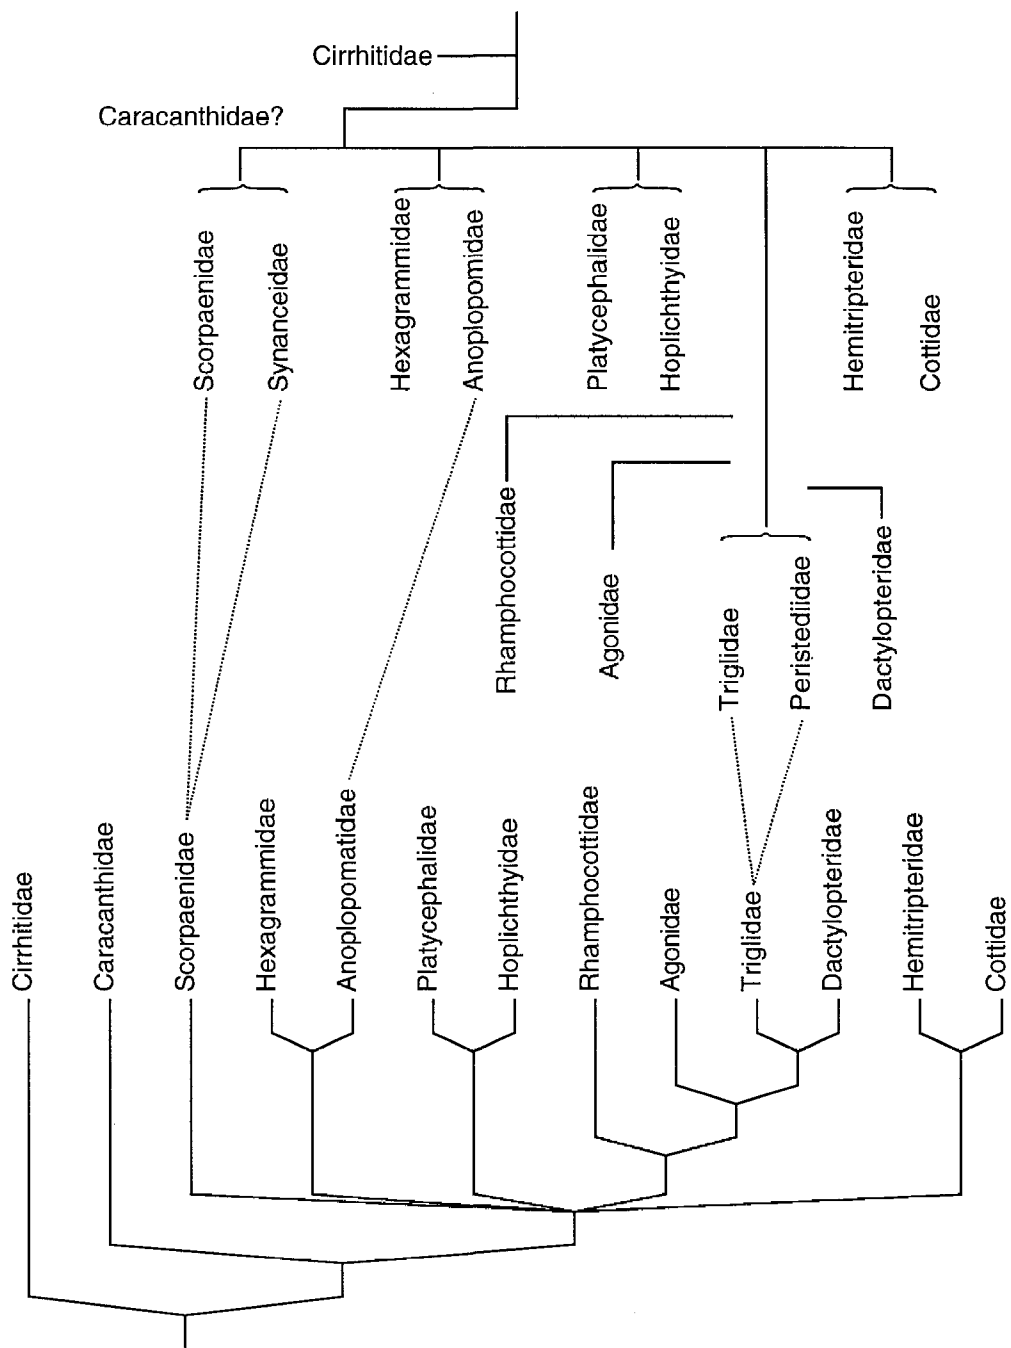 Cirrhitidae
Caracanthidae?
Scorpaenidae
Synanceidae
Hexagrammidae
Anoplopomidae
Platycephalidae
Hoplichthyidae
Hemitripteridae
Cottidae
Rhamphocottidae
Agonidae
Triglidae
Peristediidae
Dactylopteridae
Cirrhitidae
Caracanthidae
Scorpaenidae
Hexagrammidae
Anoplopomatidae
Platycephalidae
Hoplichthyidae
Rhamphocottidae
Agonidae
Triglidae
Dactylopteridae
Hemitripteridae
Cottidae